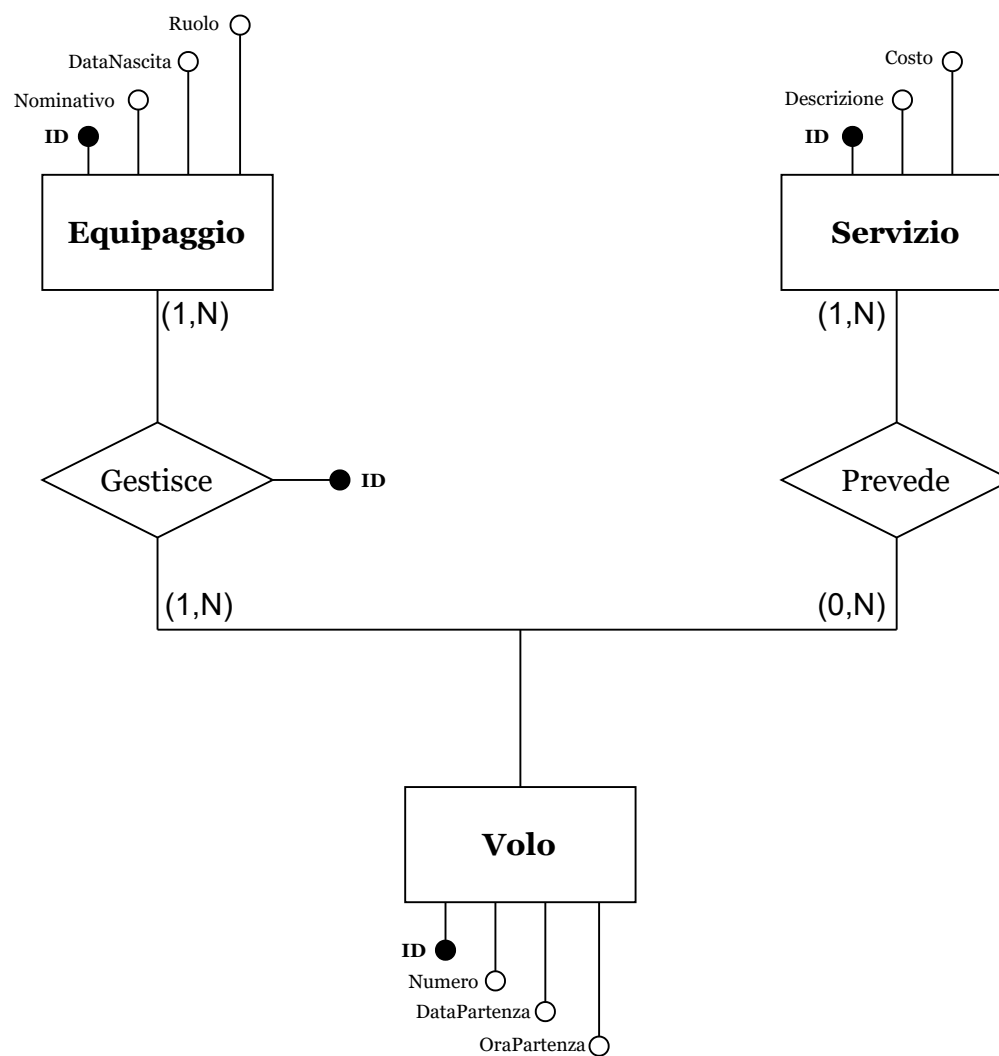 Ruolo
DataNascita
Nominativo
ID
Equipaggio
(1,N)
Gestisce
ID
(1,N)
Costo
Descrizione
ID
Servizio
(1,N)
Prevede
(0,N)
Volo
ID
Numero
DataPartenza
OraPartenza